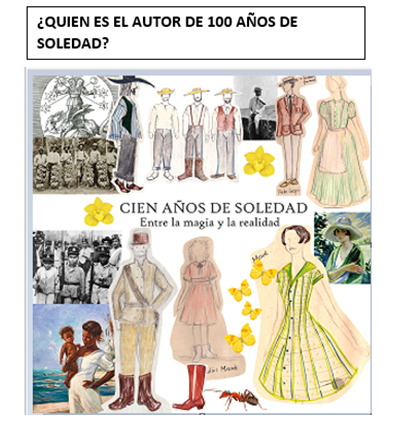 ¿QUIEN ES EL AUTOR DE 100 AÑOS DE
SOLEDAD?
CIEN AÑOS DE SOLEDAD
Entre la magia y la realidad